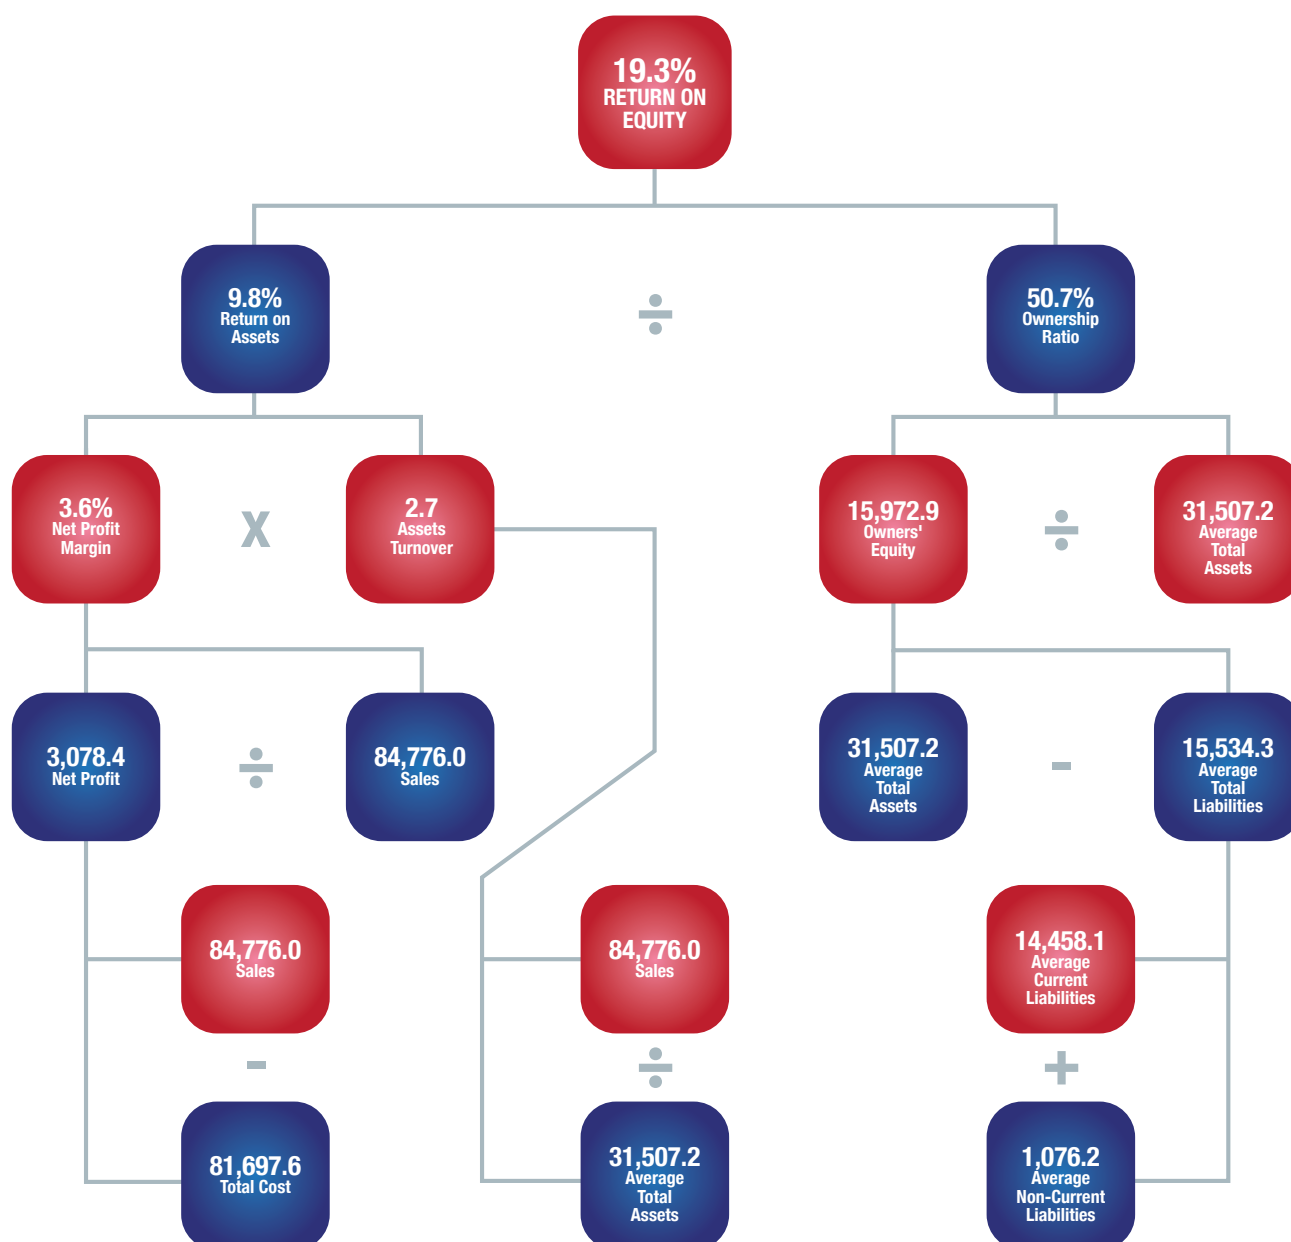 19.3%
RETURN ON
EQUITY
9.8%
Return on
Assets
÷
50.7%
Ownership
Ratio
3.6%
Net Profit
Margin
X
2.7
Assets
Turnover
15,972.9
Owners'
Equity
÷
31,507.2
Average
Total
Assets
3,078.4
Net Profit
÷
84,776.0
Sales
31,507.2
Average
Total
Assets
-
15,534.3
Average
Total
Liabilities
84,776.0
Sales
-
81,697.6
Total Cost
84,776.0
Sales
÷
31,507.2
Average
Total
Assets
14,458.1
Average
Current
Liabilities
+
1,076.2
Average
Non-Current
Liabilities